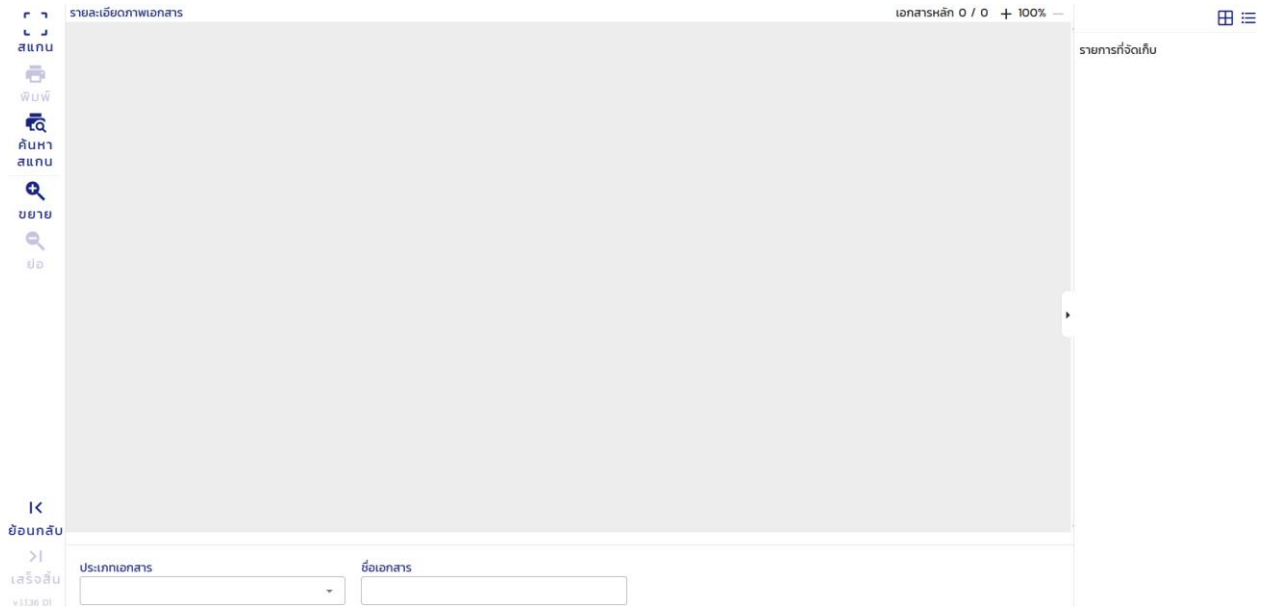 รายละเอียดภาพเอกสาร
เอกสารหลัก 0 / 0 + 100% —
สแกน
พิมพ์
ค้นหา
สแกน
ขยาย
ย่อ
รายการที่จัดเก็บ
ย้อนกลับ
เสร็จสิ้น
v.1.1.36 D1
ประเภทเอกสาร
ชื่อเอกสาร